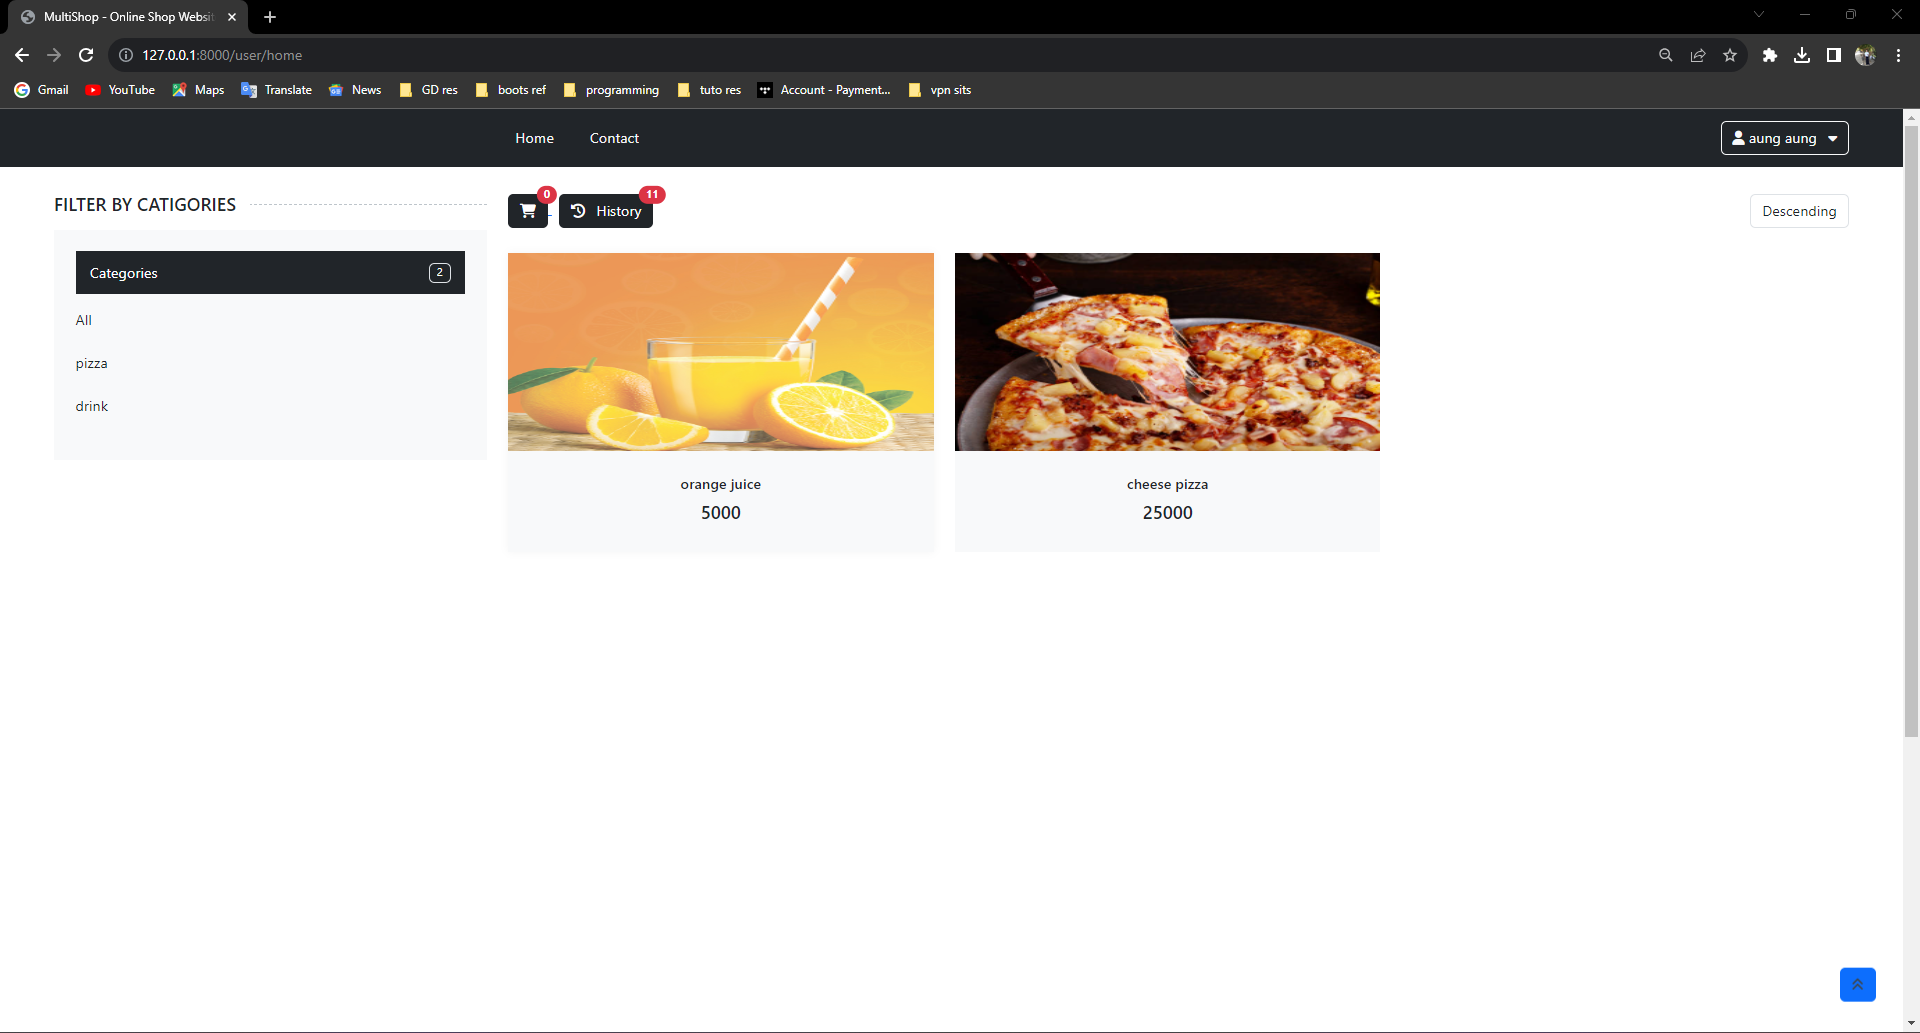 MultiShop - Online Shop Websit
127.0.0.1:8000/user/home
Gmail YouTube Maps Translate News GD res boots ref programming tuto res Account - Payment... vpn sits
Home Contact aung aung
FILTER BY CATIGORIES
0
11
History
Descending
Categories 2
All
pizza
drink
orange juice
5000
cheese pizza
25000